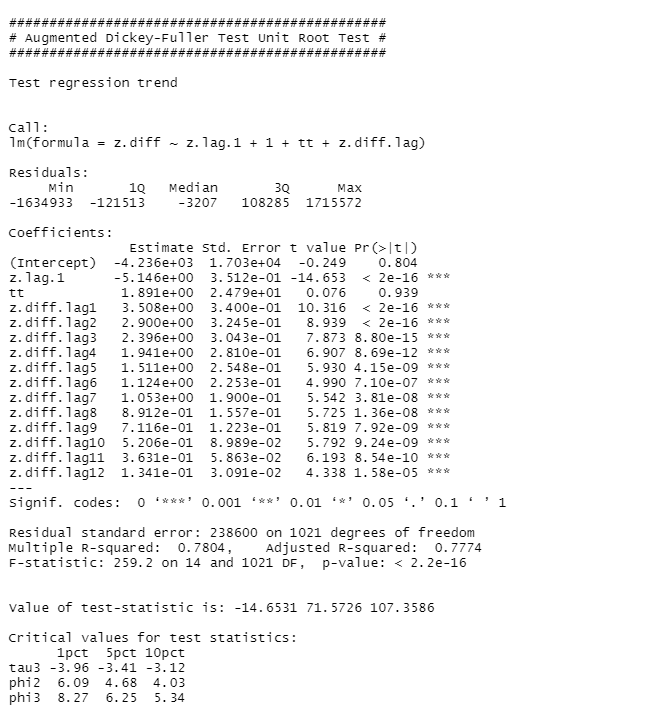 ###############################################
# Augmented Dickey-Fuller Test Unit Root Test #
###############################################
Test regression trend
Call:
lm(formula = z.diff ~ z.lag.1 + 1 + tt + z.diff.lag)
Residuals:
Min 1Q Median 3Q Max
-1634933 -121513 -3207 108285 1715572
Coefficients:
Estimate Std. Error t value Pr(>|t|)
(Intercept) -4.236e+03 1.703e+04 -0.249 0.804
z.lag.1 -5.146e+00 3.512e-01 -14.653 < 2e-16 ***
tt 1.891e+00 2.479e+01 0.076 0.939
z.diff.lag1 3.508e+00 3.400e-01 10.316 < 2e-16 ***
z.diff.lag2 2.900e+00 3.245e-01 8.939 < 2e-16 ***
z.diff.lag3 2.396e+00 3.043e-01 7.873 8.80e-15 ***
z.diff.lag4 1.941e+00 2.810e-01 6.907 8.69e-12 ***
z.diff.lag5 1.511e+00 2.548e-01 5.930 4.15e-09 ***
z.diff.lag6 1.124e+00 2.253e-01 4.990 7.10e-07 ***
z.diff.lag7 1.053e+00 1.900e-01 5.542 3.81e-08 ***
z.diff.lag8 8.912e-01 1.557e-01 5.725 1.36e-08 ***
z.diff.lag9 7.116e-01 1.223e-01 5.819 7.92e-09 ***
z.diff.lag10 5.206e-01 8.989e-02 5.792 9.24e-09 ***
z.diff.lag11 3.631e-01 5.863e-02 6.193 8.54e-10 ***
z.diff.lag12 1.341e-01 3.091e-02 4.338 1.58e-05 ***
---
Signif. codes: 0 ‘***’ 0.001 ‘**’ 0.01 ‘*’ 0.05 ‘.’ 0.1 ‘ ’ 1
Residual standard error: 238600 on 1021 degrees of freedom
Multiple R-squared: 0.7804, Adjusted R-squared: 0.7774
F-statistic: 259.2 on 14 and 1021 DF, p-value: < 2.2e-16
Value of test-statistic is: -14.6531 71.5726 107.3586
Critical values for test statistics:
1pct 5pct 10pct
tau3 -3.96 -3.41 -3.12
phi2 6.09 4.68 4.03
phi3 8.27 6.25 5.34